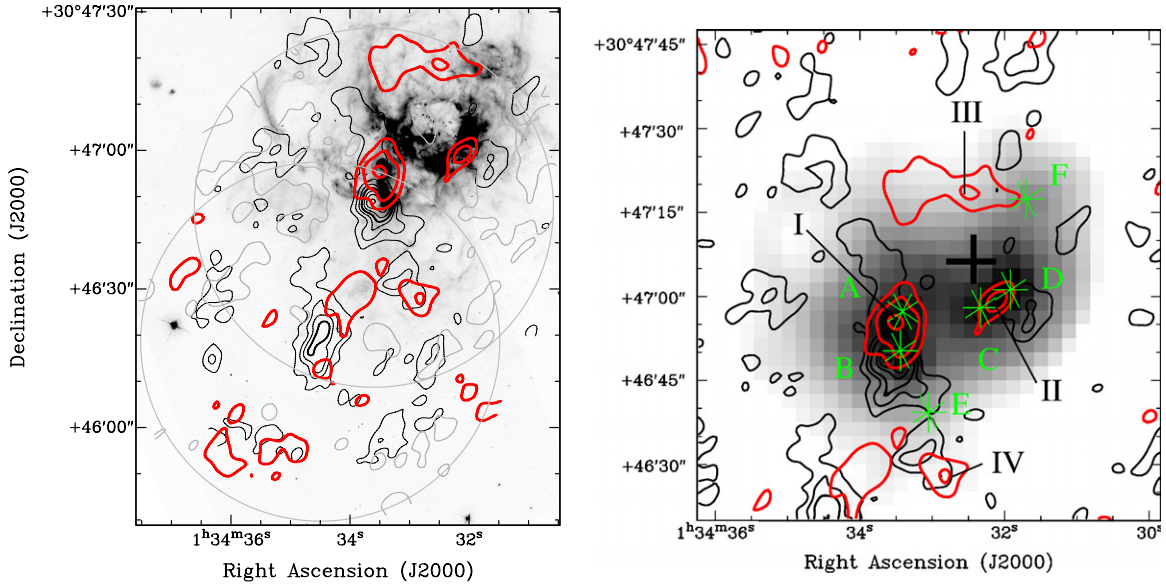 +30°47'30"
+47'00"
+46'30"
+46'00"
1ʰ34ᵐ36ˢ
34ˢ
32ˢ
Right Ascension (J2000)
Declination (J2000)
+30°47'45"
+47'30"
+47'15"
+47'00"
+46'45"
+46'30"
III
F
I
A
D
B
C
II
E
IV
1ʰ34ᵐ36ˢ
34ˢ
32ˢ
30ˢ
Right Ascension (J2000)